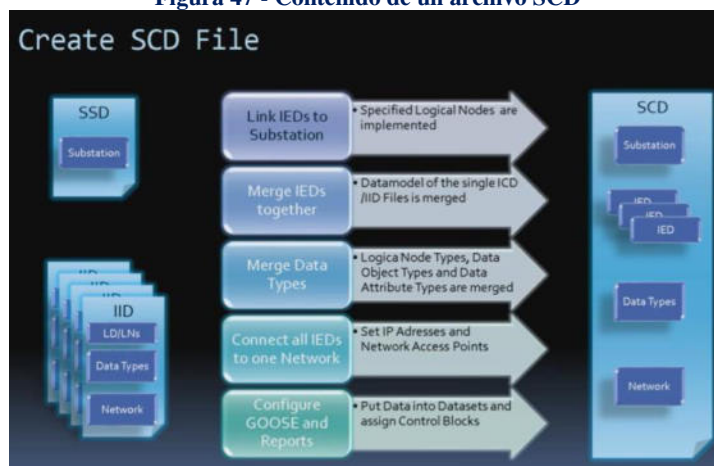 Figura 47 - Contenido de un archivo SCD
Create SCD File
SSD
Substation
IID
IID
LD/LNs
Data Types
Network
Link IEDs to
Substation
• Specified Logical Nodes are
implemented
Merge IEDs
together
• Datamodel of the single ICD
/IID Files is merged
Merge Data
Types
• Logica Node Types, Data
Object Types and Data
Attribute Types are merged
Connect all IEDs
to one Network
• Set IP Adresses and
Network Access Points
Configure
GOOSE and
Reports
• Put Data into Datasets and
assign Control Blocks
SCD
Substation
IED
IED
IED
Data Types
Network